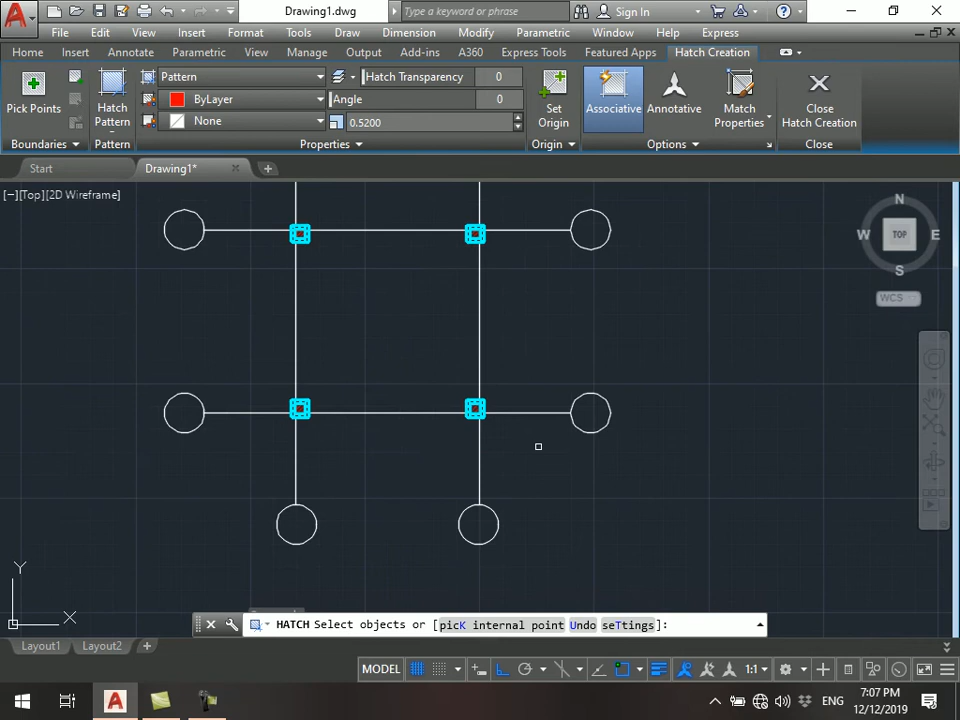 Drawing1.dwg
Type a keyword or phrase
Sign In
File Edit View Insert Format Tools Draw Dimension Modify Parametric Window Help Express
Home Insert Annotate Parametric View Manage Output Add-ins A360 Express Tools Featured Apps Hatch Creation
Pick Points
Hatch Pattern
Pattern
Hatch Transparency 0
ByLayer
Angle 0
None
0.5200
Set Origin
Associative
Annotative
Match Properties
Close Hatch Creation
Boundaries
Pattern
Properties
Origin
Options
Close
Start
Drawing1*
[−][Top][2D Wireframe]
N
W TOP E
S
WCS
Y
X
HATCH Select objects or [picK internal point Undo seTtings]:
Layout1 Layout2
MODEL
1:1
ENG
7:07 PM
12/12/2019